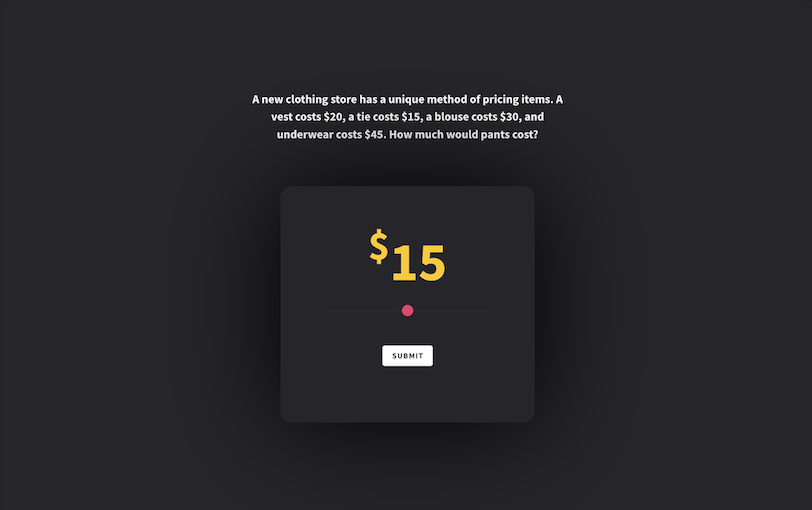 A new clothing store has a unique method of pricing items. A
vest costs $20, a tie costs $15, a blouse costs $30, and
underwear costs $45. How much would pants cost?
$15
SUBMIT